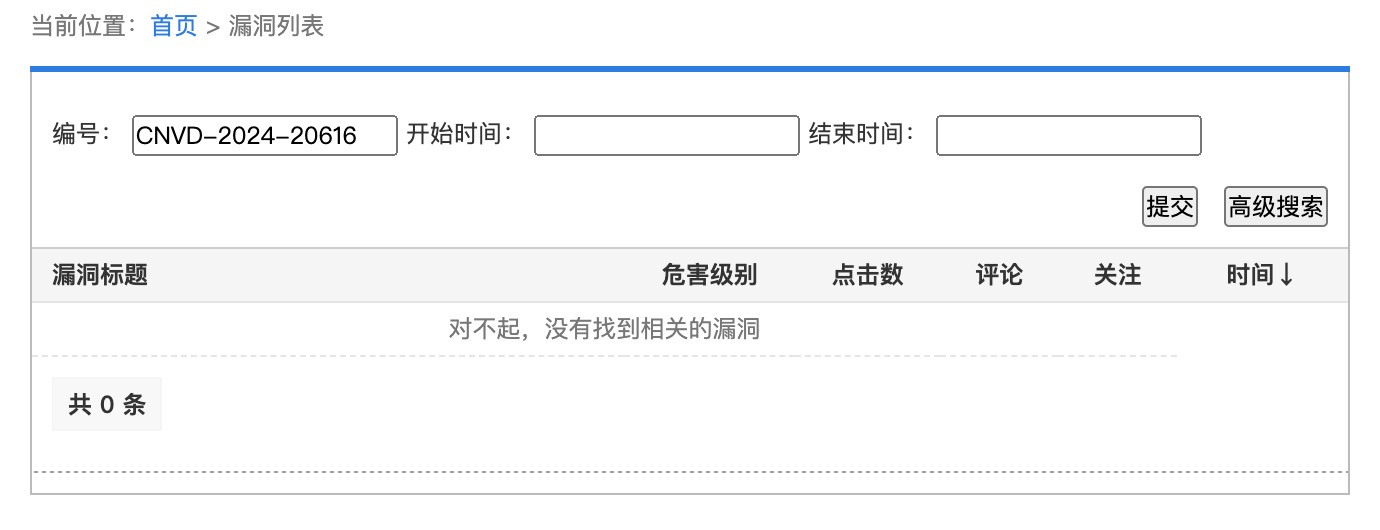 当前位置：首页 > 漏洞列表
编号： CNVD-2024-20616 开始时间： 结束时间：
提交 高级搜索
漏洞标题 危害级别 点击数 评论 关注 时间↓
对不起，没有找到相关的漏洞
共 0 条